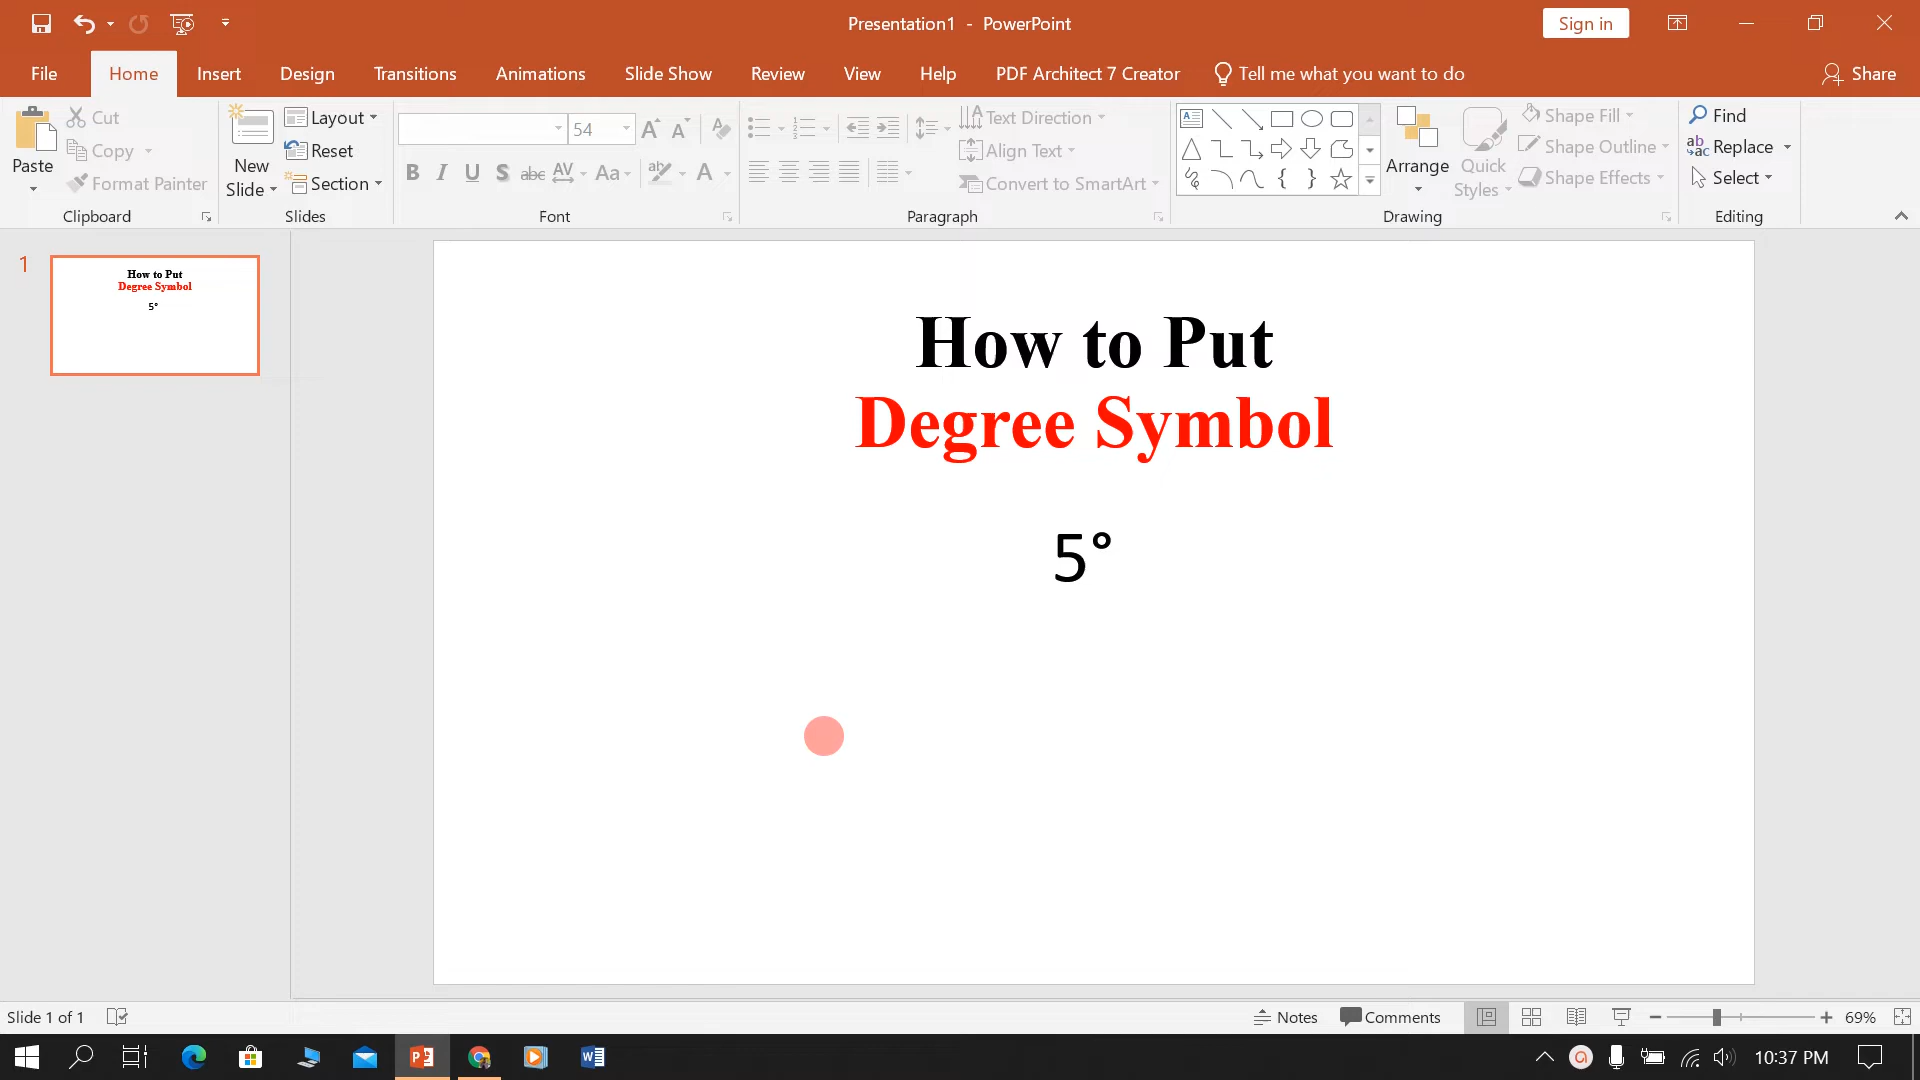 Presentation1 - PowerPoint
Sign in
File Home Insert Design Transitions Animations Slide Show Review View Help PDF Architect 7 Creator Tell me what you want to do Share
Paste
Cut
Copy
Format Painter
Clipboard
New
Slide
Layout
Reset
Section
Slides
54
B I U S abc AV Aa A
Font
Text Direction
Align Text
Convert to SmartArt
Paragraph
Arrange
Quick
Styles
Shape Fill
Shape Outline
Shape Effects
Drawing
Find
Replace
Select
Editing
1
How to Put
Degree Symbol
5°
How to Put
Degree Symbol
5°
Slide 1 of 1
Notes Comments 69%
10:37 PM